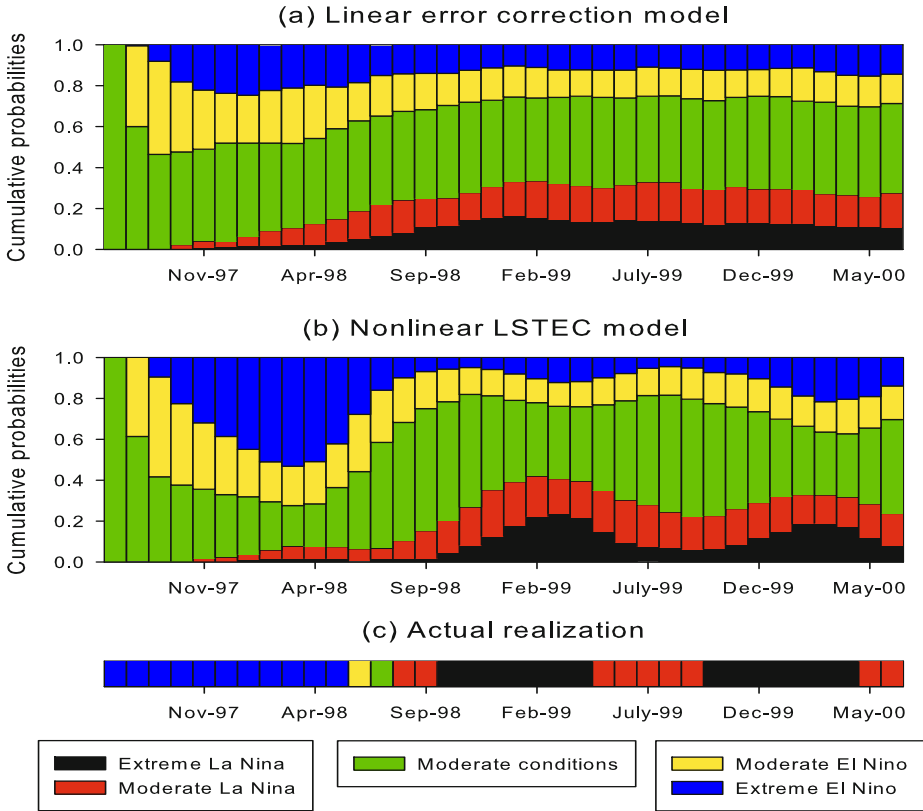 (a) Linear error correction model
Cumulative probabilities
1.0
0.8
0.6
0.4
0.2
0.0
Nov-97 Apr-98 Sep-98 Feb-99 July-99 Dec-99 May-00
(b) Nonlinear LSTEC model
Cumulative probabilities
1.0
0.8
0.6
0.4
0.2
0.0
Nov-97 Apr-98 Sep-98 Feb-99 July-99 Dec-99 May-00
(c) Actual realization
Nov-97 Apr-98 Sep-98 Feb-99 July-99 Dec-99 May-00
Extreme La Nina
Moderate La Nina
Moderate conditions
Moderate El Nino
Extreme El Nino